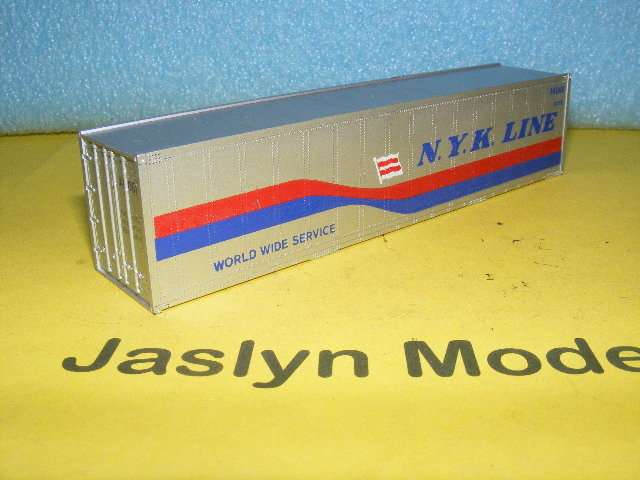 N.Y.K. LINE
WORLD WIDE SERVICE
Jaslyn Mode